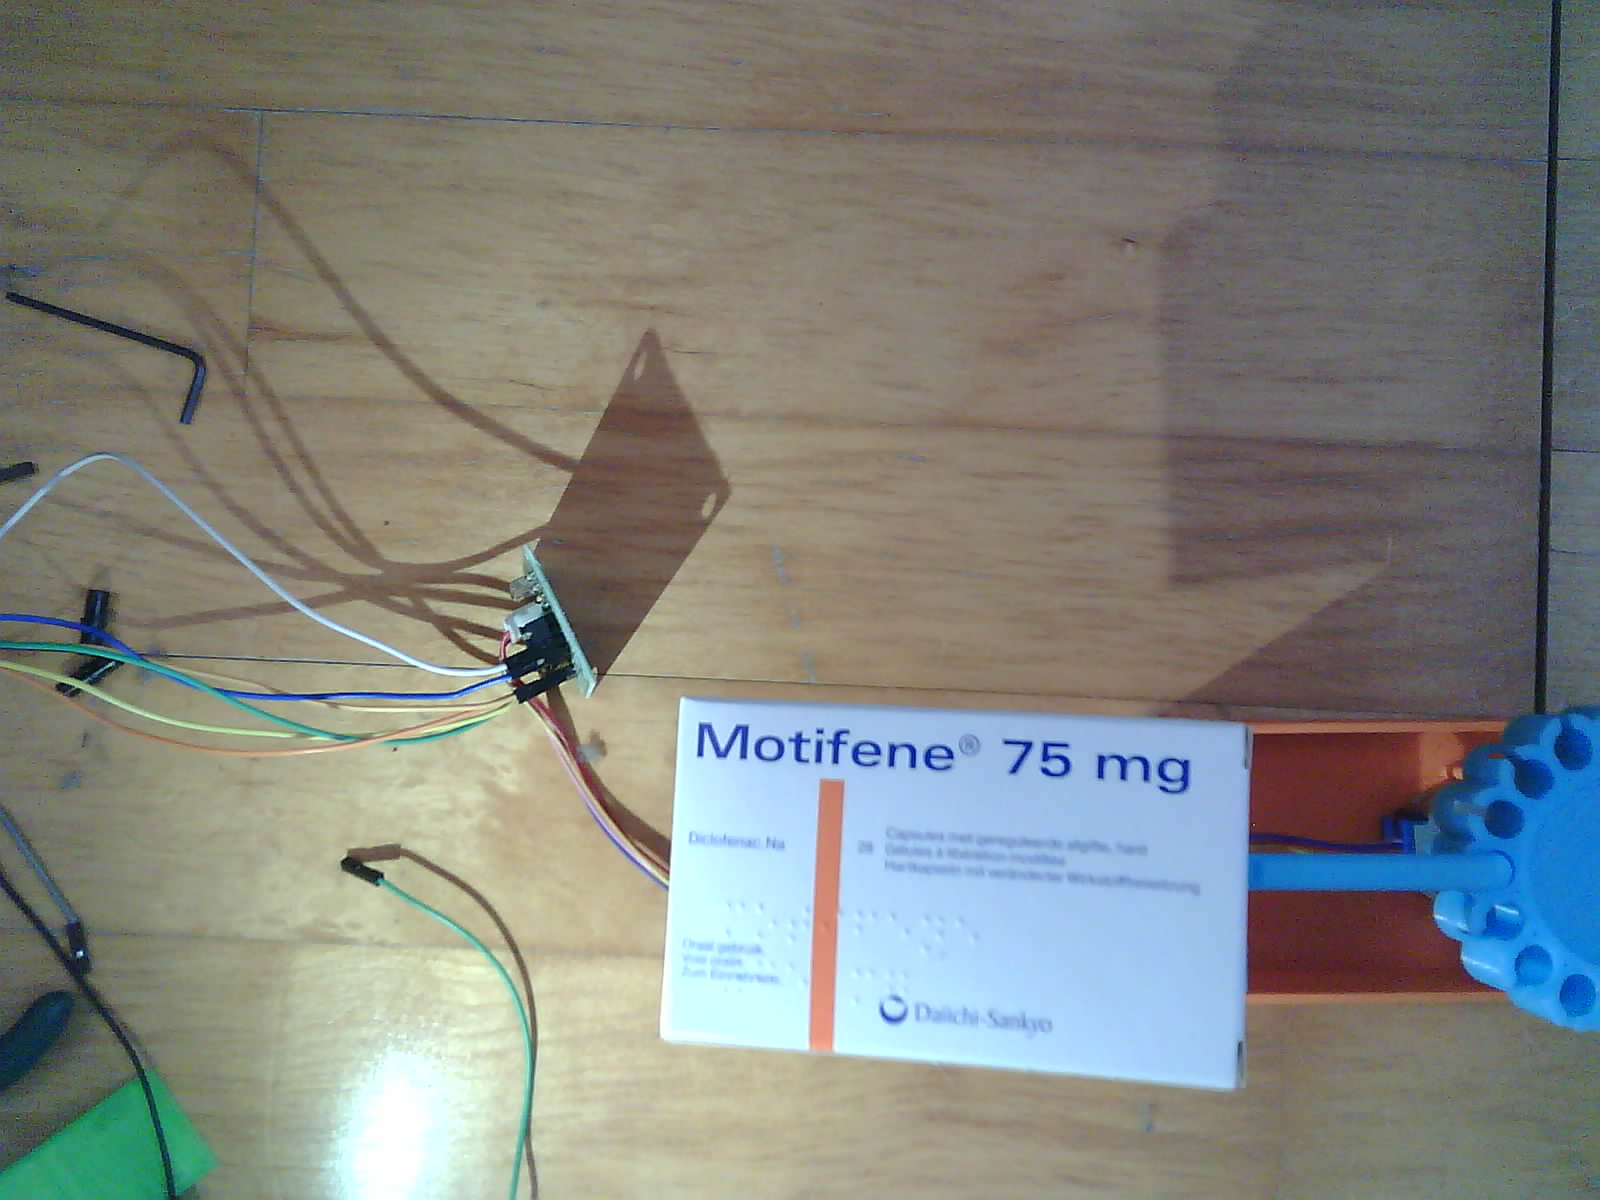 Motifene® 75 mg
Diclofenac Na
28 Capsules met gereguleerde afgifte, hard
Gélules à libération modifiée
Hartkapseln mit veränderter Wirkstofffreisetzung
Oraal gebruik.
Voie orale.
Zum Einnehmen.
Daiichi-Sankyo